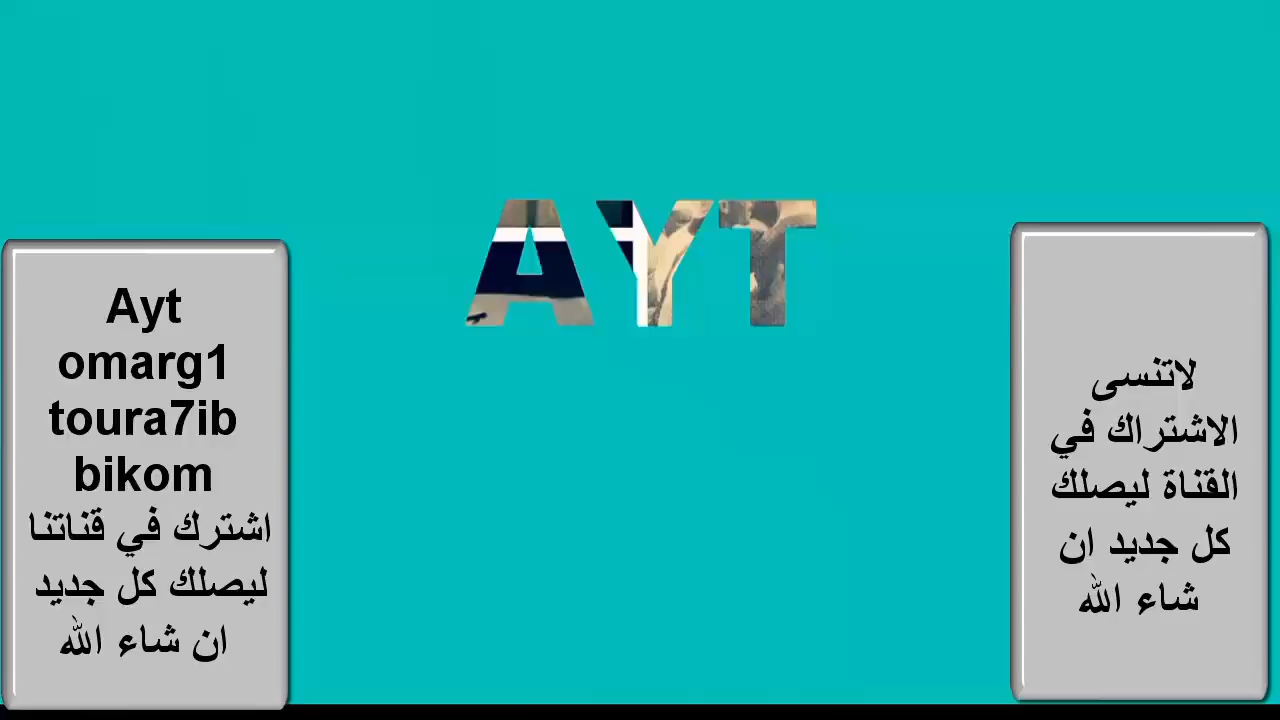 AYT
Ayt
omarg1
toura7ib
bikom
اشترك في قناتنا
ليصلك كل جديد
ان شاء الله
لاتنسى
الاشتراك في
القناة ليصلك
كل جديد ان
شاء الله